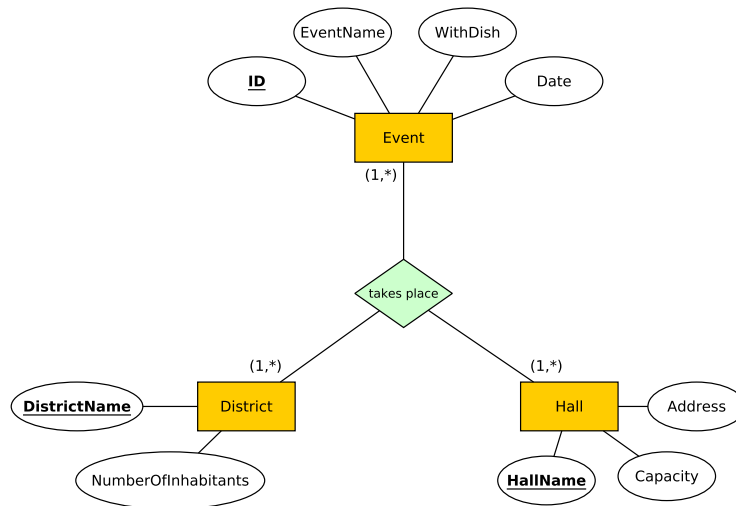 EventName
WithDish
ID
Date
Event
(1,*)
takes place
(1,*)
(1,*)
DistrictName
District
Hall
Address
NumberOfInhabitants
HallName
Capacity